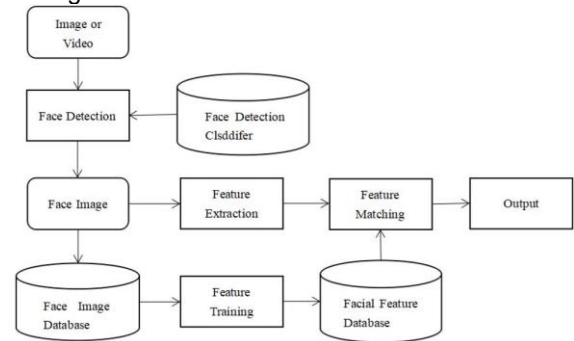 Image or
Video
Face Detection
Face Detection
Clsddifer
Face Image
Feature
Extraction
Feature
Matching
Output
Face Image
Database
Feature
Training
Facial Feature
Database